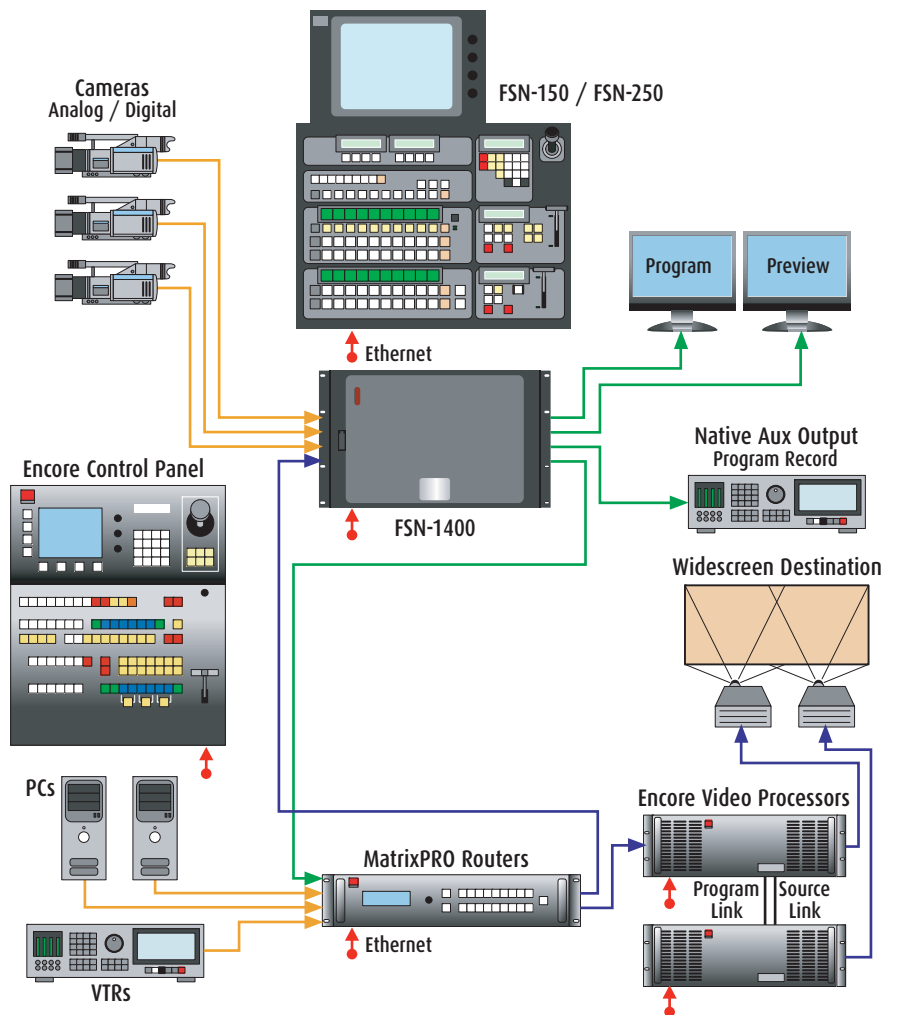 Cameras
Analog / Digital
FSN-150 / FSN-250
Program
Preview
Ethernet
Native Aux Output
Program Record
Encore Control Panel
FSN-1400
Widescreen Destination
PCs
Encore Video Processors
MatrixPRO Routers
Program
Link
Source
Link
Ethernet
VTRs